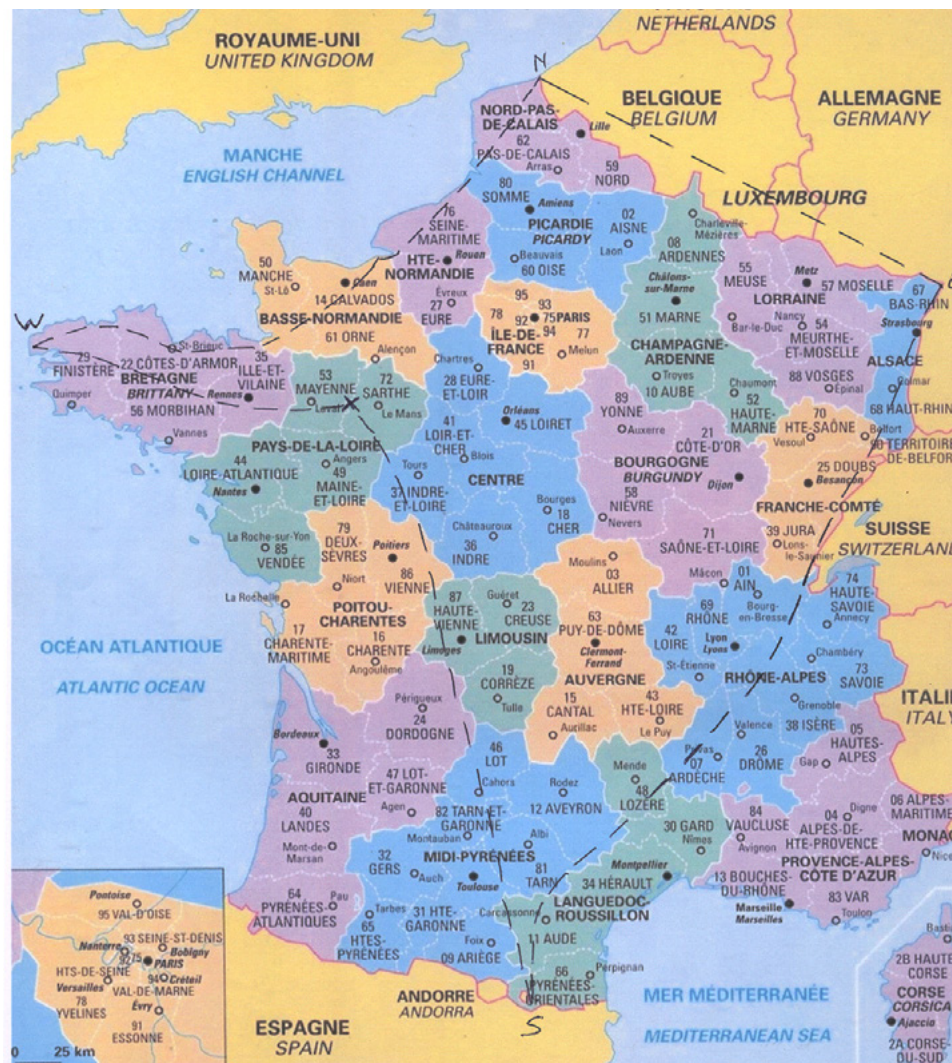 ROYAUME-UNI
UNITED KINGDOM
NETHERLANDS
N
BELGIQUE
BELGIUM
ALLEMAGNE
GERMANY
MANCHE
ENGLISH CHANNEL
LUXEMBOURG
NORD-PAS-
DE-CALAIS
Lille
62
PAS-DE-CALAIS
Arras
59
NORD
80
SOMME
Amiens
PICARDIE
PICARDY
02
AISNE
Laon
Beauvais
60 OISE
Charleville-
Mézières
08
ARDENNES
76
SEINE-
MARITIME
Rouen
HTE-
NORMANDIE
Évreux
27
EURE
50
MANCHE
St-Lô
Caen
14 CALVADOS
BASSE-NORMANDIE
61 ORNE
Alençon
Châlons-
sur-Marne
51 MARNE
CHAMPAGNE-
ARDENNE
Troyes
10 AUBE
Chaumont
52
HAUTE-
MARNE
55
MEUSE
Metz
57 MOSELLE
LORRAINE
Bar-le-Duc
Nancy
54
MEURTHE-
ET-MOSELLE
88 VOSGES
Épinal
67
BAS-RHIN
Strasbourg
ALSACE
Colmar
68 HAUT-RHIN
95
78
93
92
75 PARIS
94
77
ÎLE-DE-
FRANCE
Melun
91
W
29
FINISTÈRE
Quimper
St-Brieuc
22 CÔTES-D'ARMOR
BRETAGNE
BRITTANY
35
ILLE-ET-
VILAINE
Rennes
56 MORBIHAN
Vannes
53
MAYENNE
Laval
72
SARTHE
Le Mans
X
PAYS-DE-LA-LOIRE
44
LOIRE-ATLANTIQUE
Nantes
Angers
49
MAINE-
ET-LOIRE
La Roche-sur-Yon
85
VENDÉE
Chartres
28 EURE-ET-
LOIR
Orléans
45 LOIRET
41
LOIR-ET-
CHER
Blois
Tours
37 INDRE-
ET-LOIRE
CENTRE
Bourges
18
CHER
Châteauroux
36
INDRE
89
YONNE
Auxerre
21
CÔTE-D'OR
BOURGOGNE
BURGUNDY
Dijon
58
NIÈVRE
Nevers
71
SAÔNE-ET-LOIRE
Mâcon
70
HTE-SAÔNE
Vesoul
Belfort
90 TERRITOIRE
DE-BELFORT
25 DOUBS
Besançon
FRANCHE-COMTÉ
39 JURA
Lons-
le-Saunier
SUISSE
SWITZERLAND
79
DEUX-
SÈVRES
Poitiers
Niort
86
VIENNE
La Rochelle
POITOU-
CHARENTES
17
CHARENTE-
MARITIME
16
CHARENTE
Angoulême
87
HAUTE-
VIENNE
Limoges
Guéret
23
CREUSE
LIMOUSIN
19
CORRÈZE
Tulle
Moulins
03
ALLIER
63
PUY-DE-DÔME
Clermont-
Ferrand
AUVERGNE
15
CANTAL
Aurillac
43
HTE-LOIRE
Le Puy
01
AIN
Bourg-
en-Bresse
69
RHÔNE
Lyon
Lyons
42
LOIRE
St-Étienne
74
HAUTE-
SAVOIE
Annecy
Chambéry
RHÔNE-ALPES
73
SAVOIE
Grenoble
38 ISÈRE
Valence
Privas
07
ARDÈCHE
26
DRÔME
ITALIE
ITALY
OCÉAN ATLANTIQUE
ATLANTIC OCEAN
Périgueux
24
DORDOGNE
Bordeaux
33
GIRONDE
47 LOT-
ET-GARONNE
Agen
AQUITAINE
40
LANDES
Mont-de-
Marsan
64
PYRÉNÉES-
ATLANTIQUES
Pau
46
LOT
Cahors
Rodez
12 AVEYRON
82 TARN-ET-
GARONNE
Montauban
Albi
32
GERS
Auch
MIDI-PYRÉNÉES
Toulouse
81
TARN
31 HTE-
GARONNE
Tarbes
65
HTES-
PYRÉNÉES
Foix
09 ARIÈGE
Mende
48
LOZÈRE
30 GARD
Nîmes
Montpellier
34 HÉRAULT
LANGUEDOC-
ROUSSILLON
Carcassonne
11 AUDE
66
PYRÉNÉES-
ORIENTALES
Perpignan
05
HAUTES-
ALPES
Gap
Digne
04
ALPES-DE-
HTE-PROVENCE
06 ALPES-
MARITIME
84
VAUCLUSE
Avignon
MONA
Nice
PROVENCE-ALPES-
CÔTE D'AZUR
13 BOUCHES-
DU-RHÔNE
Marseille
Marseilles
83 VAR
Toulon
ANDORRE
ANDORRA
S
ESPAGNE
SPAIN
MER MÉDITERRANÉE
MEDITERRANEAN SEA
Bastia
2B HAUTE
CORSE
CORSE
CORSICA
Ajaccio
2A CORSE
DU-SUD
Pontoise
95 VAL-D'OISE
Nanterre
93 SEINE-ST-DENIS
Bobigny
92
75
PARIS
HTS-DE-SEINE
94
Créteil
Versailles
VAL-DE-MARNE
78
YVELINES
Évry
91
ESSONNE
0
25 km